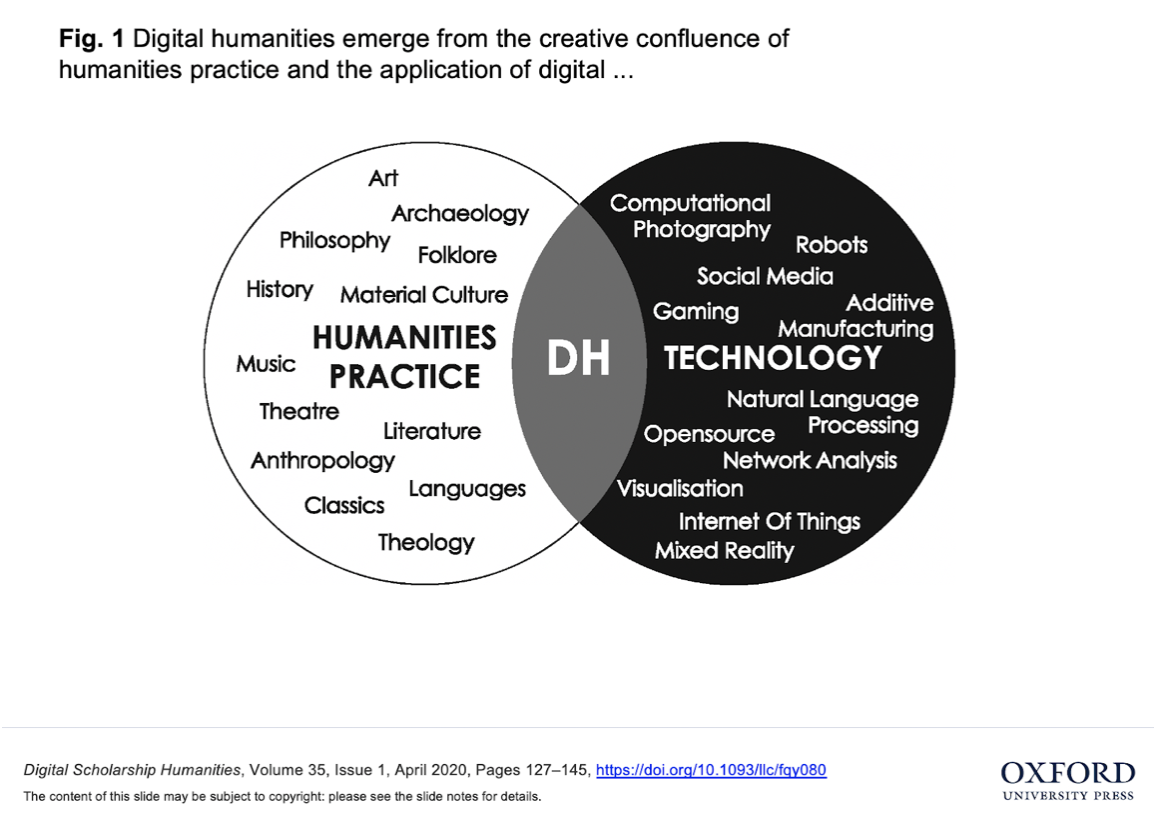 Fig. 1 Digital humanities emerge from the creative confluence of
humanities practice and the application of digital ...
Art
Archaeology
Philosophy
Folklore
History
Material Culture
HUMANITIES
PRACTICE
Music
Theatre
Literature
Anthropology
Languages
Classics
Theology
DH
Computational
Photography
Robots
Social Media
Gaming
Additive
Manufacturing
TECHNOLOGY
Natural Language
Processing
Opensource
Network Analysis
Visualisation
Internet Of Things
Mixed Reality
Digital Scholarship Humanities, Volume 35, Issue 1, April 2020, Pages 127–145, https://doi.org/10.1093/llc/fqy080
The content of this slide may be subject to copyright: please see the slide notes for details.
OXFORD
UNIVERSITY PRESS